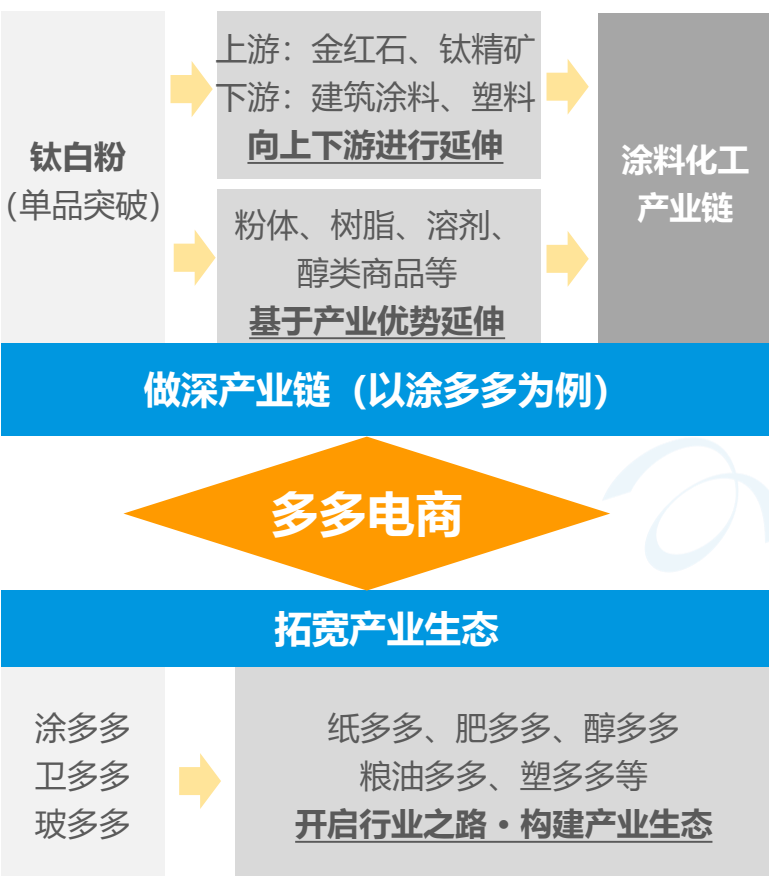 钛白粉
（单品突破）
上游：金红石、钛精矿
下游：建筑涂料、塑料
向上下游进行延伸
粉体、树脂、溶剂、
醇类商品等
基于产业优势延伸
涂料化工
产业链
做深产业链（以涂多多为例）
多多电商
拓宽产业生态
涂多多
卫多多
玻多多
纸多多、肥多多、醇多多
粮油多多、塑多多等
开启行业之路·构建产业生态